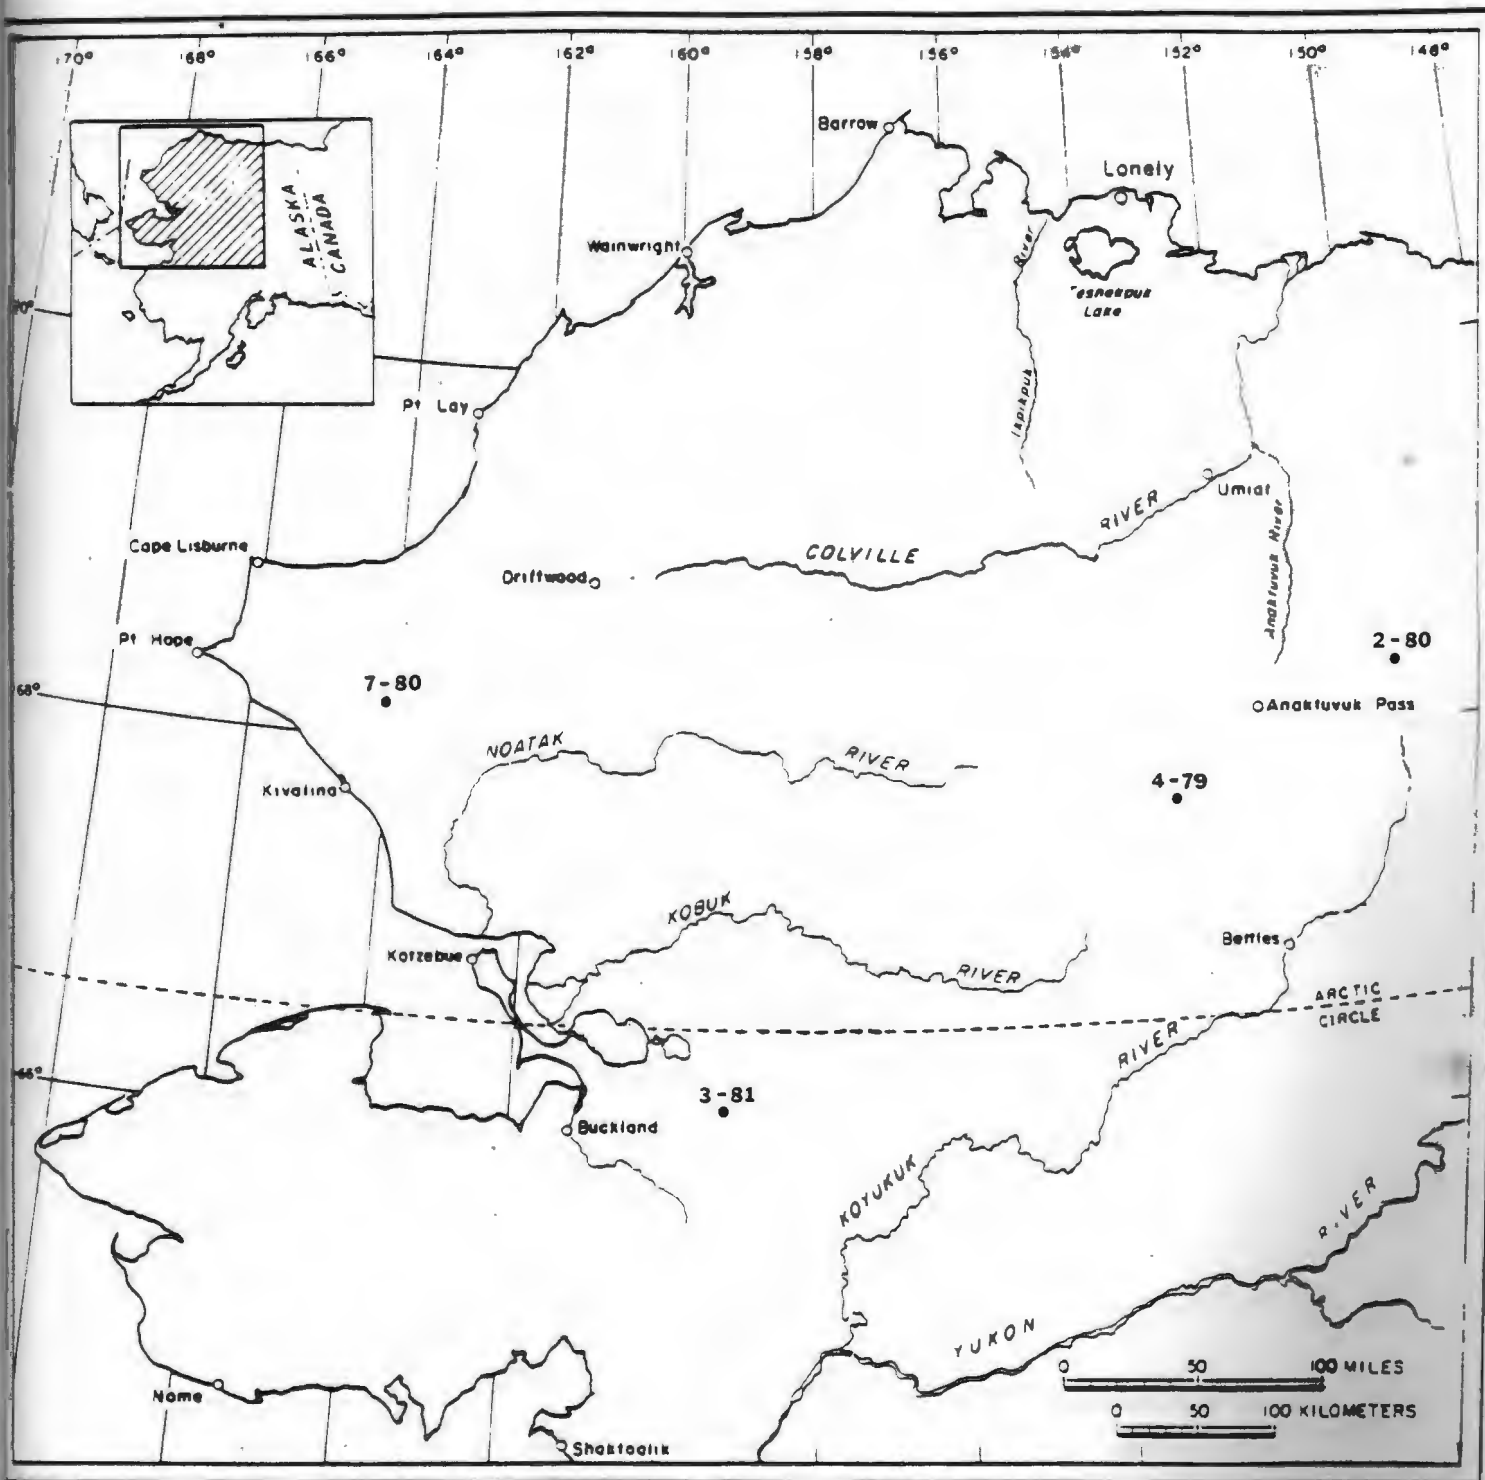 170° 168° 166° 164° 162° 160° 158° 156° 154° 152° 150° 148°
Barrow
Lonely
ALASKA
CANADA
Wainwright
River
Lake
Ikpikpuk
Pt Lay
Umiat
RIVER
Cape Lisburne
COLVILLE
Driftwood
Anaktuvuk River
Pt Hope
2-80
68°
7-80
Anaktuvuk Pass
NOATAK
RIVER
4-79
Kivalina
KOBUK
Bettles
Kotzebue
RIVER
ARCTIC
CIRCLE
RIVER
66°
3-81
Buckland
KOYUKUK
RIVER
YUKON
0 50 100 MILES
Nome
0 50 100 KILOMETERS
Shaktoolik